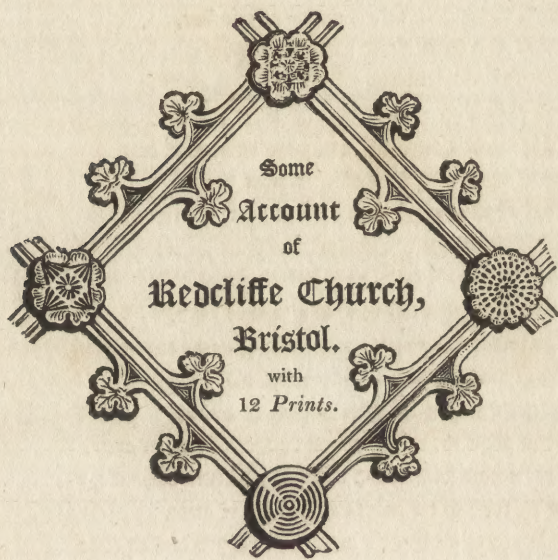 Some
Account
of
Redcliffe Church,
Bristol.
with
12 Prints.